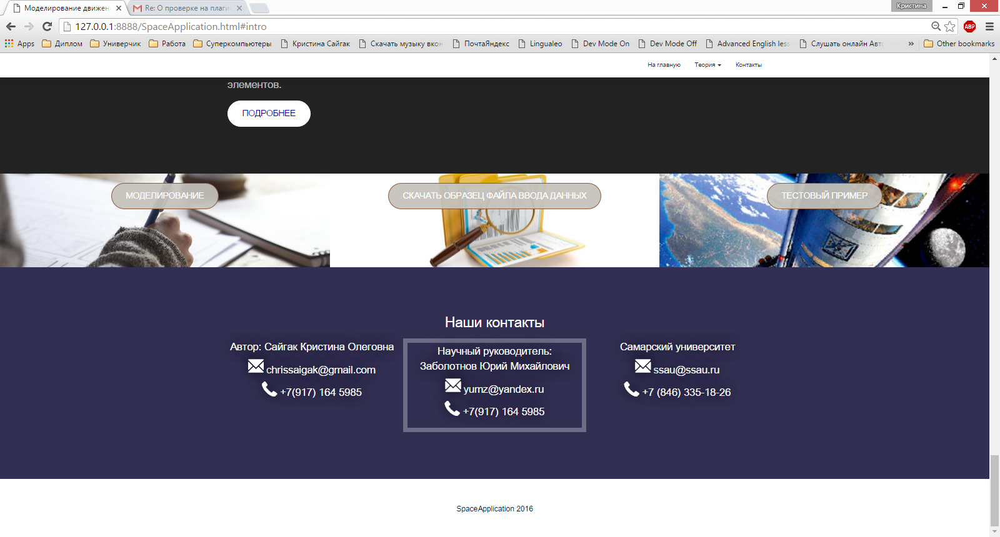 Моделирование движен
Re: О проверке на плаги
Кристина
127.0.0.1:8888/SpaceApplication.html#intro
ABP
Apps Диплом Универчик Работа Суперкомпьютеры Кристина Сайгак Скачать музыку вкон ПочтаЯндекс Lingualeo Dev Mode On Dev Mode Off Advanced English less Слушать онлайн Авто » Other bookmarks
На главную Теория Контакты
элементов.
ПОДРОБНЕЕ
МОДЕЛИРОВАНИЕ
СКАЧАТЬ ОБРАЗЕЦ ФАЙЛА ВВОДА ДАННЫХ
ТЕСТОВЫЙ ПРИМЕР
Наши контакты
Автор: Сайгак Кристина Олеговна
chrissaigak@gmail.com
+7(917) 164 5985
Научный руководитель:
Заболотнов Юрий Михайлович
yumz@yandex.ru
+7(917) 164 5985
Самарский университет
ssau@ssau.ru
+7 (846) 335-18-26
SpaceApplication 2016